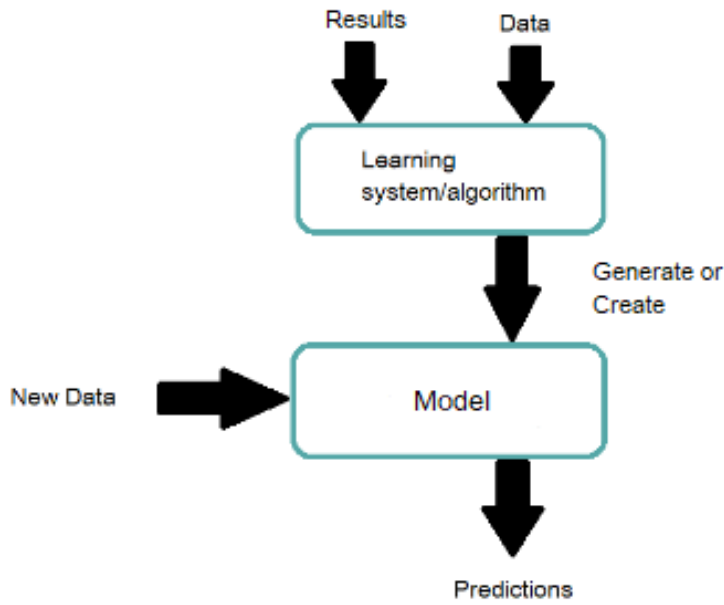 Results
Data
Learning
system/algorithm
Generate or
Create
New Data
Model
Predictions